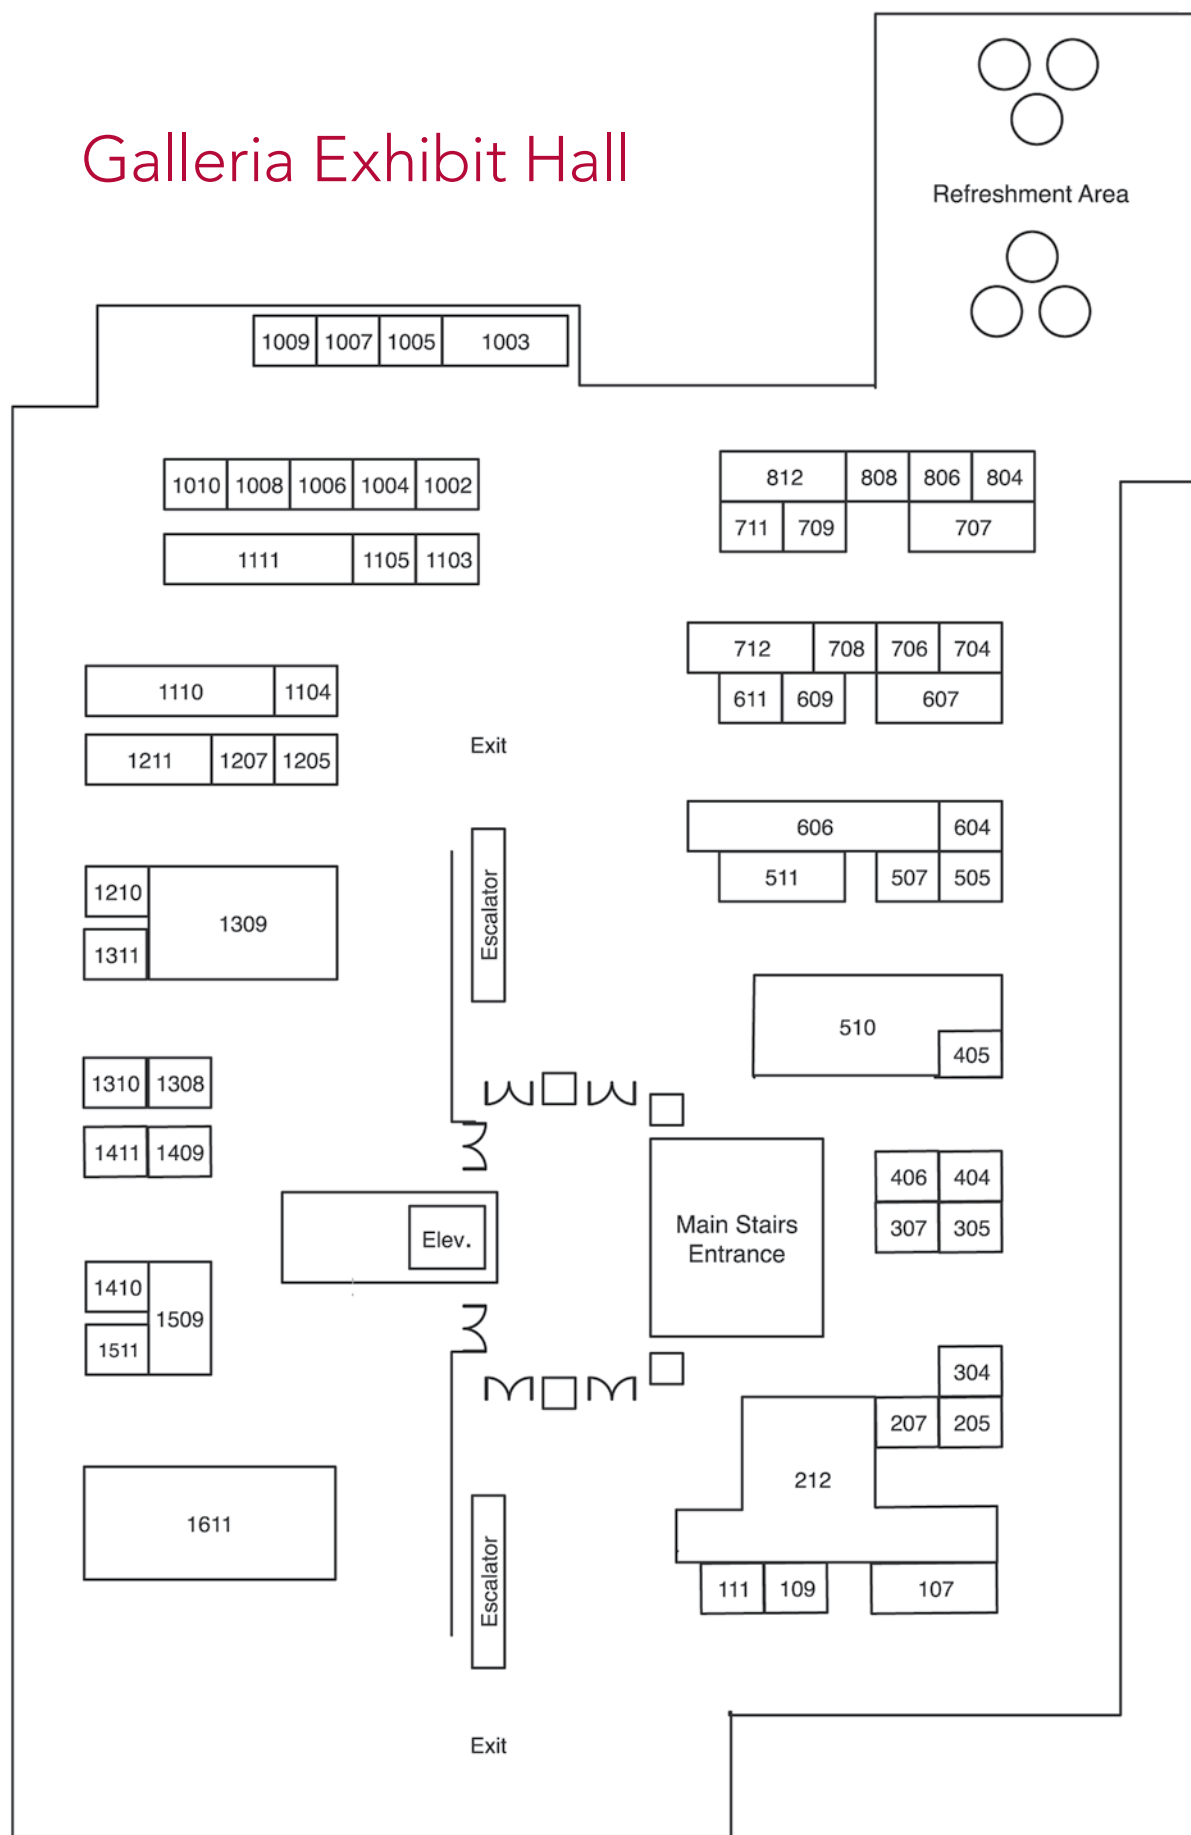 Galleria Exhibit Hall
Refreshment Area
1009 1007 1005 1003
1010 1008 1006 1004 1002
812 808 806 804
711 709 707
1111 1105 1103
712 708 706 704
611 609 607
1110 1104
1211 1207 1205
Exit
606 604
511 507 505
1210
1309
1311
Escalator
510
405
1310 1308
1411 1409
406 404
307 305
Main Stairs
Entrance
Elev.
1410
1509
1511
304
207 205
212
1611
Escalator
111 109 107
Exit